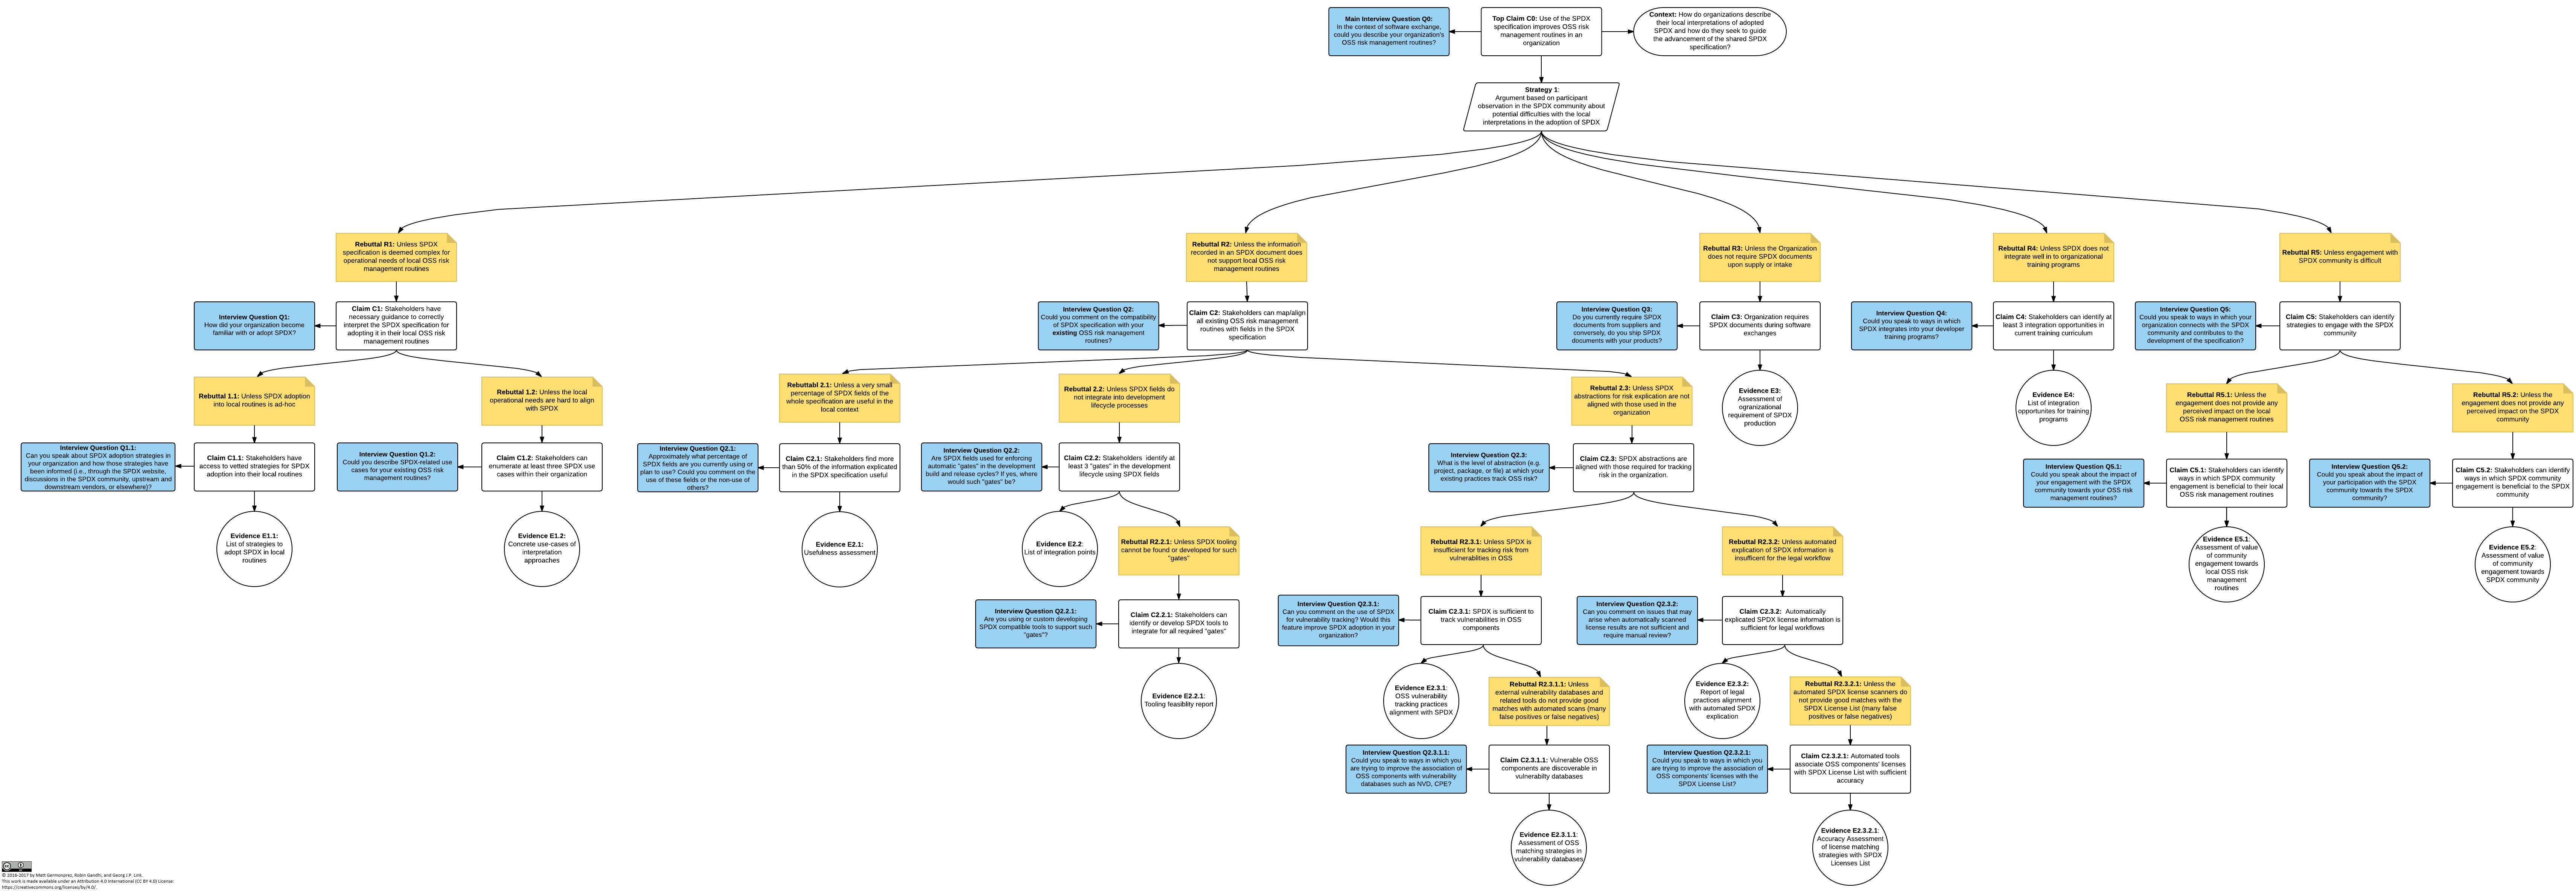 Main Interview Question Q0:
In the context of software exchange,
could you describe your organization's
OSS risk management routines?
Top Claim C0: Use of the SPDX
specification improves OSS risk
management routines in an
organization
Context: How do organizations describe
their local interpretations of adopted
SPDX and how do they seek to guide
the advancement of the shared SPDX
specification?
Strategy 1:
Argument based on participant
observation in the SPDX community about
potential difficulties with the local
interpretations in the adoption of SPDX
Rebuttal R1: Unless SPDX
specification is deemed complex for
operational needs of local OSS risk
management routines
Rebuttal R2: Unless the information
recorded in an SPDX document does
not support local OSS risk
management routines
Rebuttal R3: Unless the Organization
does not require SPDX documents
upon supply or intake
Rebuttal R4: Unless SPDX does not
integrate well in to organizational
training programs
Rebuttal R5: Unless engagement with
SPDX community is difficult
Interview Question Q1:
How did your organization become
familiar with or adopt SPDX?
Claim C1: Stakeholders have
necessary guidance to correctly
interpret the SPDX specification for
adopting it in their local OSS risk
management routines
Interview Question Q2:
Could you comment on the compatibility
of SPDX specification with your
existing OSS risk management
routines?
Claim C2: Stakeholders can map/align
all existing OSS risk management
routines with fields in the SPDX
specification
Interview Question Q3:
Do you currently require SPDX
documents from suppliers and
conversely, do you ship SPDX
documents with your products?
Claim C3: Organization requires
SPDX documents during software
exchanges
Interview Question Q4:
Could you speak to ways in which
SPDX integrates into your developer
training programs?
Claim C4: Stakeholders can identify at
least 3 integration opportunities in
current training curriculum
Interview Question Q5:
Could you speak to ways in which your
organization connects with the SPDX
community and contributes to the
development of the specification?
Claim C5: Stakeholders can identify
strategies to engage with the SPDX
community
Rebuttal 1.1: Unless SPDX adoption
into local routines is ad-hoc
Rebuttal 1.2: Unless the local
operational needs are hard to align
with SPDX
Rebuttabl 2.1: Unless a very small
percentage of SPDX fields of the
whole specification are useful in the
local context
Rebuttal 2.2: Unless SPDX fields do
not integrate into development
lifecycle processes
Rebuttal 2.3: Unless SPDX
abstractions for risk explication are not
aligned with those used in the
organization
Evidence E3:
Assessment of
ogranizational
requirement of SPDX
production
Evidence E4:
List of integration
opportunites for training
programs
Rebuttal R5.1: Unless the
engagement does not provide any
perceived impact on the local
OSS risk management routines
Rebuttal R5.2: Unless the
engagement does not provide any
perceived impact on the SPDX
community
Interview Question Q1.1:
Can you speak about SPDX adoption strategies in
your organization and how those strategies have
been informed (i.e., through the SPDX website,
discussions in the SPDX community, upstream and
downstream vendors, or elsewhere)?
Claim C1.1: Stakeholders have
access to vetted strategies for SPDX
adoption into their local routines
Interview Question Q1.2:
Could you describe SPDX-related use
cases for your existing OSS risk
management routines?
Claim C1.2: Stakeholders can
enumerate at least three SPDX use
cases within their organization
Interview Question Q2.1:
Approximately what percentage of
SPDX fields are you currently using or
plan to use? Could you comment on the
use of these fields or the non-use of
others?
Claim C2.1: Stakeholders find more
than 50% of the information explicated
in the SPDX specification useful
Interview Question Q2.2:
Are SPDX fields used for enforcing
automatic "gates" in the development
build and release cycles? If yes, where
would such "gates" be?
Claim C2.2: Stakeholders identify at
least 3 "gates" in the development
lifecycle using SPDX fields
Interview Question Q2.3:
What is the level of abstraction (e.g.
project, package, or file) at which your
existing practices track OSS risk?
Claim C2.3: SPDX abstractions are
aligned with those required for tracking
risk in the organization.
Interview Question Q5.1:
Could you speak about the impact of
your engagement with the SPDX
community towards your OSS risk
management routines?
Claim C5.1: Stakeholders can identify
ways in which SPDX community
engagement is beneficial to their local
OSS risk management routines
Interview Question Q5.2:
Could you speak about the impact of
your participation with the SPDX
community towards the SPDX
community?
Claim C5.2: Stakeholders can identify
ways in which SPDX community
engagement is beneficial to the SPDX
community
Evidence E1.1:
List of strategies to
adopt SPDX in local
routines
Evidence E1.2:
Concrete use-cases of
interpretation
approaches
Evidence E2.1:
Usefulness assessment
Evidence E2.2:
List of integration points
Rebuttal R2.2.1: Unless SPDX tooling
cannot be found or developed for such
"gates"
Rebuttal R2.3.1: Unless SPDX is
insufficient for tracking risk from
vulnerablities in OSS
Rebuttal R2.3.2: Unless automated
explication of SPDX information is
insufficient for the legal workflow
Evidence E5.1:
Assessment of value
of community
engagement towards
local OSS risk
management
routines
Evidence E5.2:
Assessment of value
of community
engagement towards
SPDX community
Interview Question Q2.2.1:
Are you using or custom developing
SPDX compatible tools to support such
"gates"?
Claim C2.2.1: Stakeholders can
identify or develop SPDX tools to
integrate for all required "gates"
Interview Question Q2.3.1:
Can you comment on the use of SPDX
for vulnerability tracking? Would this
feature improve SPDX adoption in your
organization?
Claim C2.3.1: SPDX is sufficient to
track vulnerabilities in OSS
components
Interview Question Q2.3.2:
Can you comment on issues that may
arise when automatically scanned
license results are not sufficient and
require manual review?
Claim C2.3.2: Automatically
explicated SPDX license information is
sufficient for legal workflows
Evidence E2.2.1:
Tooling feasiblity report
Evidence E2.3.1:
OSS vulnerability
tracking practices
alignment with SPDX
Rebuttal R2.3.1.1: Unless
external vulnerability databases and
related tools do not provide good
matches with automated scans (many
false positives or false negatives)
Evidence E2.3.2:
Report of legal
practices alignment
with automated SPDX
explication
Rebuttal R2.3.2.1: Unless the
automated SPDX license scanners do
not provide good matches with the
SPDX License List (many false
positives or false negatives)
Interview Question Q2.3.1.1:
Could you speak to ways in which you
are trying to improve the association of
OSS components with vulnerability
databases such as NVD, CPE?
Claim C2.3.1.1: Vulnerable OSS
components are discoverable in
vulnerabilty databases
Interview Question Q2.3.2.1:
Could you speak to ways in which you
are trying to improve the association of
OSS components' licenses with the
SPDX License List?
Claim C2.3.2.1: Automated tools
associate OSS components' licenses
with SPDX License List with sufficient
accuracy
Evidence E2.3.1.1:
Assessment of OSS
matching strategies in
vulnerability databases
Evidence E2.3.2.1:
Accuracy Assessment
of license matching
strategies with SPDX
Licenses List
© 2016-2017 by Matt Germonprez, Robin Gandhi, and Georg J.P. Link.
This work is made available under an Attribution 4.0 International (CC BY 4.0) License:
https://creativecommons.org/licenses/by/4.0/.